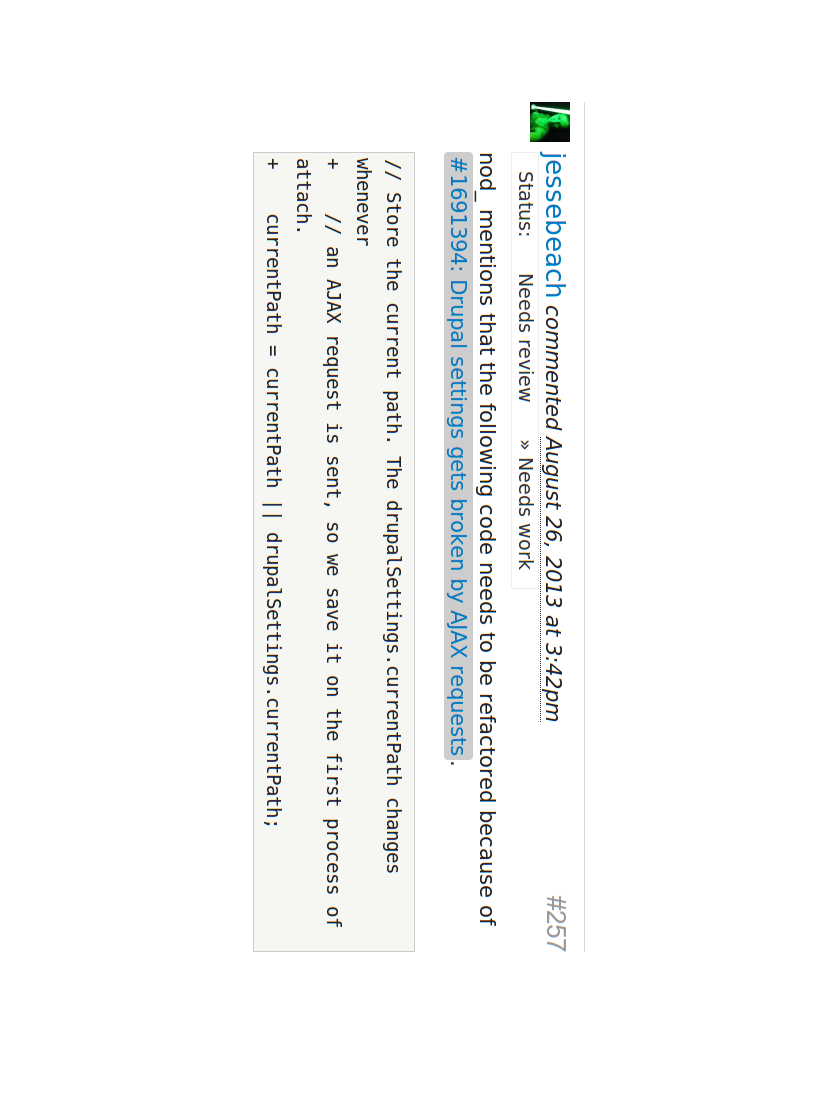 jessebeach commented August 26, 2013 at 3:42pm #257
Status: Needs review » Needs work
nod_ mentions that the following code needs to be refactored because of
#1691394: Drupal settings gets broken by AJAX requests.
// Store the current path. The drupalSettings.currentPath changes
whenever
+    // an AJAX request is sent, so we save it on the first process of
attach.
+    currentPath = currentPath || drupalSettings.currentPath;